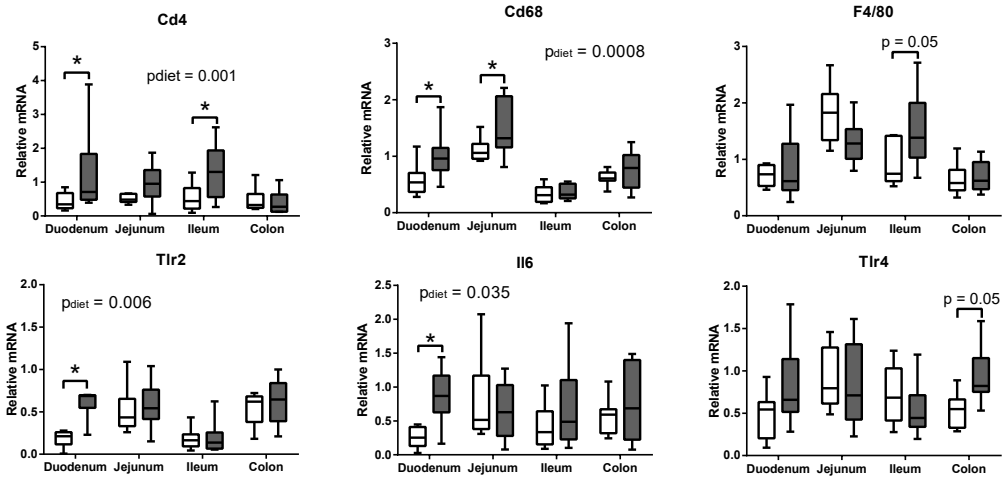 Cd4
Relative mRNA
5
4
3
2
1
0
*
pdiet = 0.001
*
Duodenum Jejunum Ileum Colon
Cd68
Relative mRNA
3
2
1
0
*
*
pdiet = 0.0008
Duodenum Jejunum Ileum Colon
F4/80
Relative mRNA
3
2
1
0
p = 0.05
Duodenum Jejunum Ileum Colon
Tlr2
Relative mRNA
2.0
1.5
1.0
0.5
0.0
pdiet = 0.006
*
Duodenum Jejunum Ileum Colon
Il6
Relative mRNA
2.5
2.0
1.5
1.0
0.5
0.0
pdiet = 0.035
*
Duodenum Jejunum Ileum Colon
Tlr4
Relative mRNA
2.0
1.5
1.0
0.5
0.0
p = 0.05
Duodenum Jejunum Ileum Colon